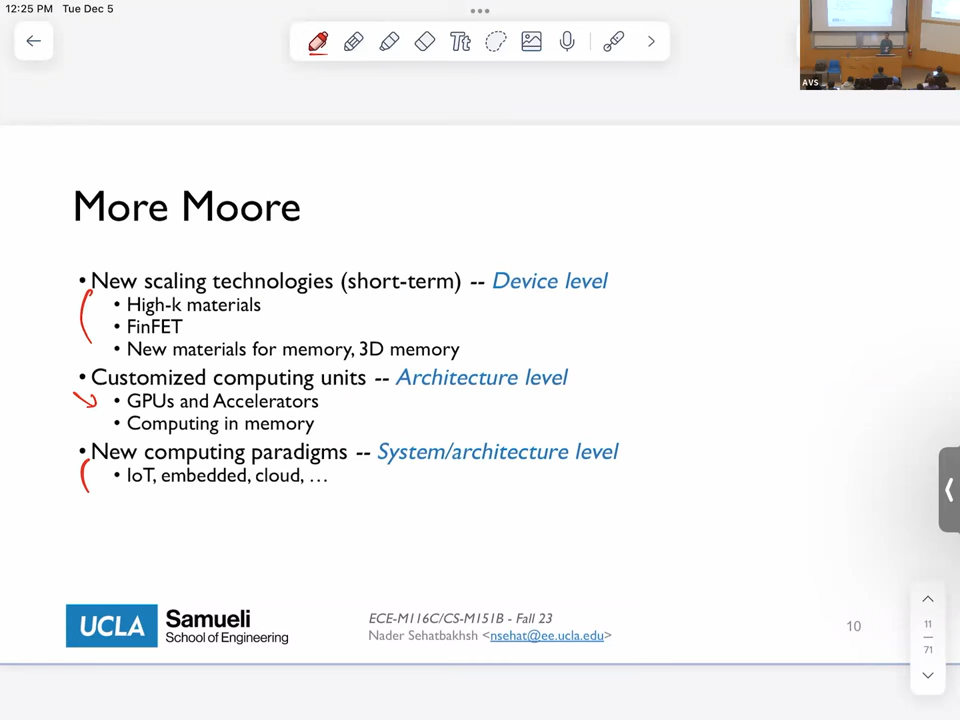 12:25 PM Tue Dec 5
Tt
AVS
More Moore
• New scaling technologies (short-term) -- Device level
• High-k materials
• FinFET
• New materials for memory, 3D memory
• Customized computing units -- Architecture level
• GPUs and Accelerators
• Computing in memory
• New computing paradigms -- System/architecture level
• IoT, embedded, cloud, …
UCLA Samueli School of Engineering
ECE-M116C/CS-M151B - Fall 23
Nader Sehatbakhsh <nsehat@ee.ucla.edu>
10
11
71